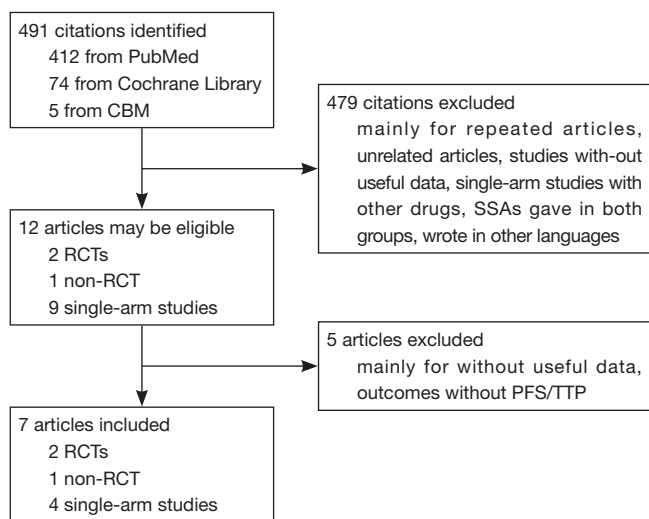 491 citations identified
412 from PubMed
74 from Cochrane Library
5 from CBM
479 citations excluded
mainly for repeated articles,
unrelated articles, studies with-out
useful data, single-arm studies with
other drugs, SSAs gave in both
groups, wrote in other languages
12 articles may be eligible
2 RCTs
1 non-RCT
9 single-arm studies
5 articles excluded
mainly for without useful data,
outcomes without PFS/TTP
7 articles included
2 RCTs
1 non-RCT
4 single-arm studies